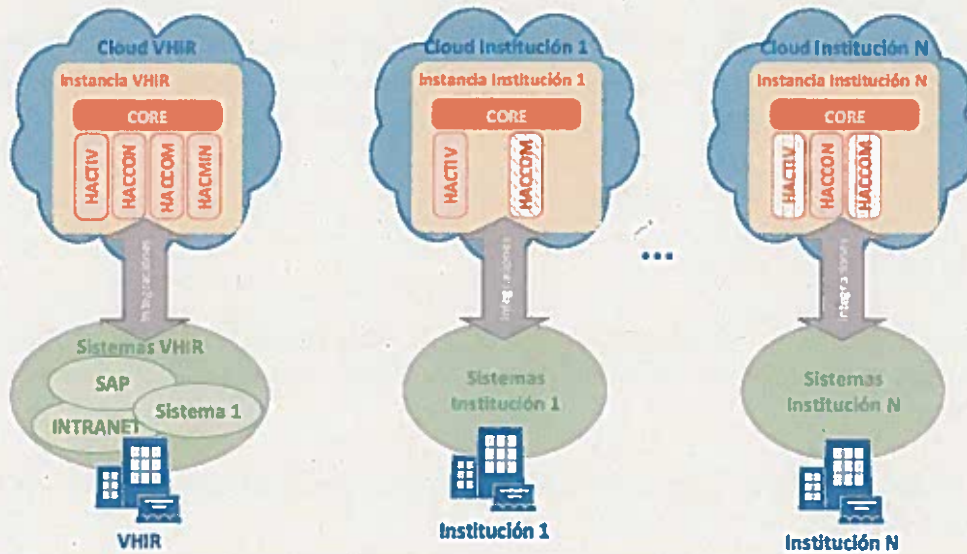 Cloud VHIR
Instancia VHIR
CORE
HACTIV
HACCON
HACCOM
HACMIN
Integraciones
Sistemas VHIR
SAP
INTRANET
Sistema 1
VHIR
Cloud Institución 1
Instancia Institución 1
CORE
HACTIV
HACCOM
Integraciones
Sistemas
Institución 1
Institución 1
...
Cloud Institución N
Instancia Institución N
CORE
HACTIV
HACCON
HACCOM
Integraciones
Sistemas
Institución N
Institución N